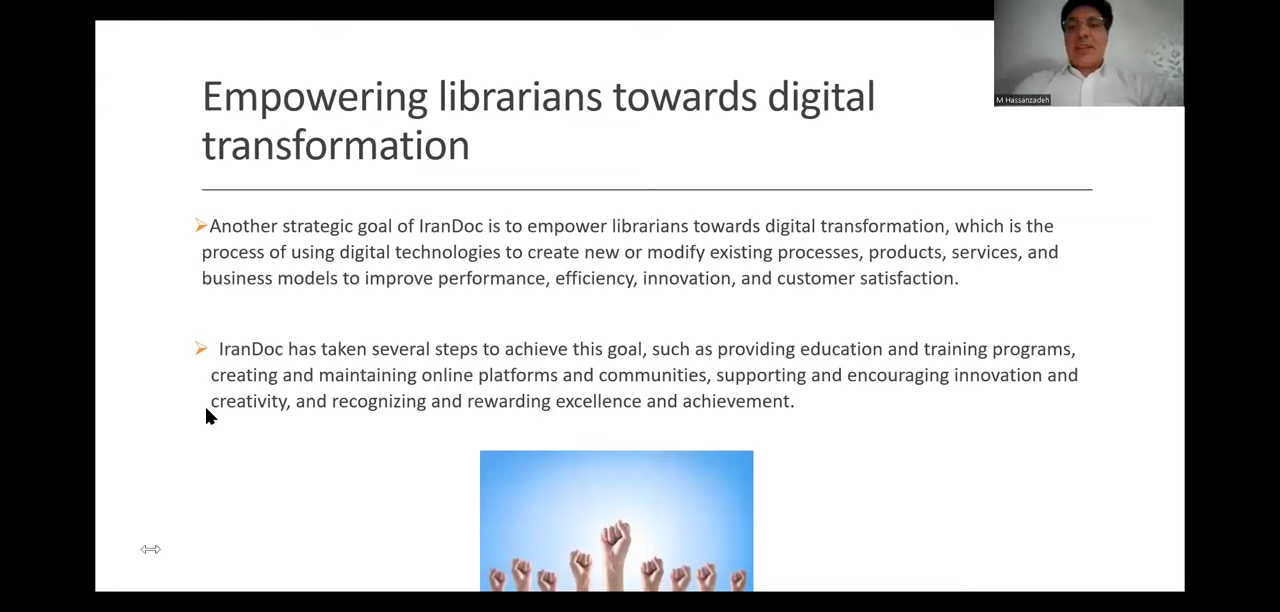 Empowering librarians towards digital
transformation
M Hassanzadeh
➢Another strategic goal of IranDoc is to empower librarians towards digital transformation, which is the
process of using digital technologies to create new or modify existing processes, products, services, and
business models to improve performance, efficiency, innovation, and customer satisfaction.
➢ IranDoc has taken several steps to achieve this goal, such as providing education and training programs,
creating and maintaining online platforms and communities, supporting and encouraging innovation and
creativity, and recognizing and rewarding excellence and achievement.